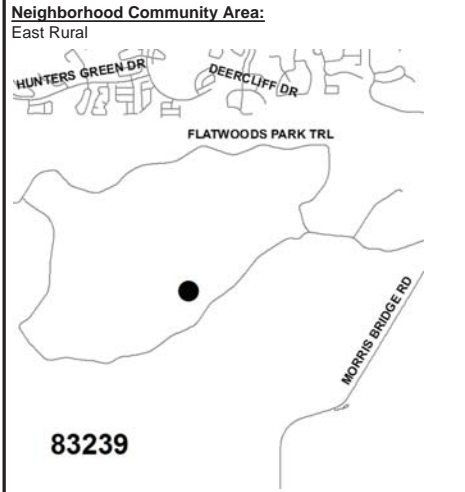 Neighborhood Community Area:
East Rural
HUNTERS GREEN DR
DEERCLIFF DR
FLATWOODS PARK TRL
MORRIS BRIDGE RD
83239